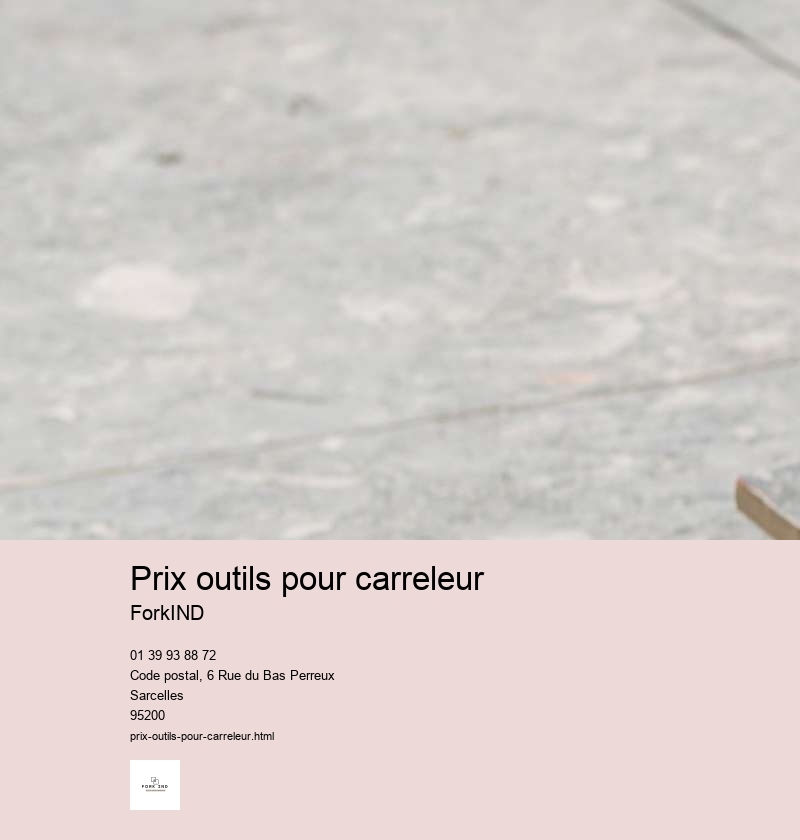 Prix outils pour carreleur
ForkIND
01 39 93 88 72
Code postal, 6 Rue du Bas Perreux
Sarcelles
95200
prix-outils-pour-carreleur.html
FORK IND